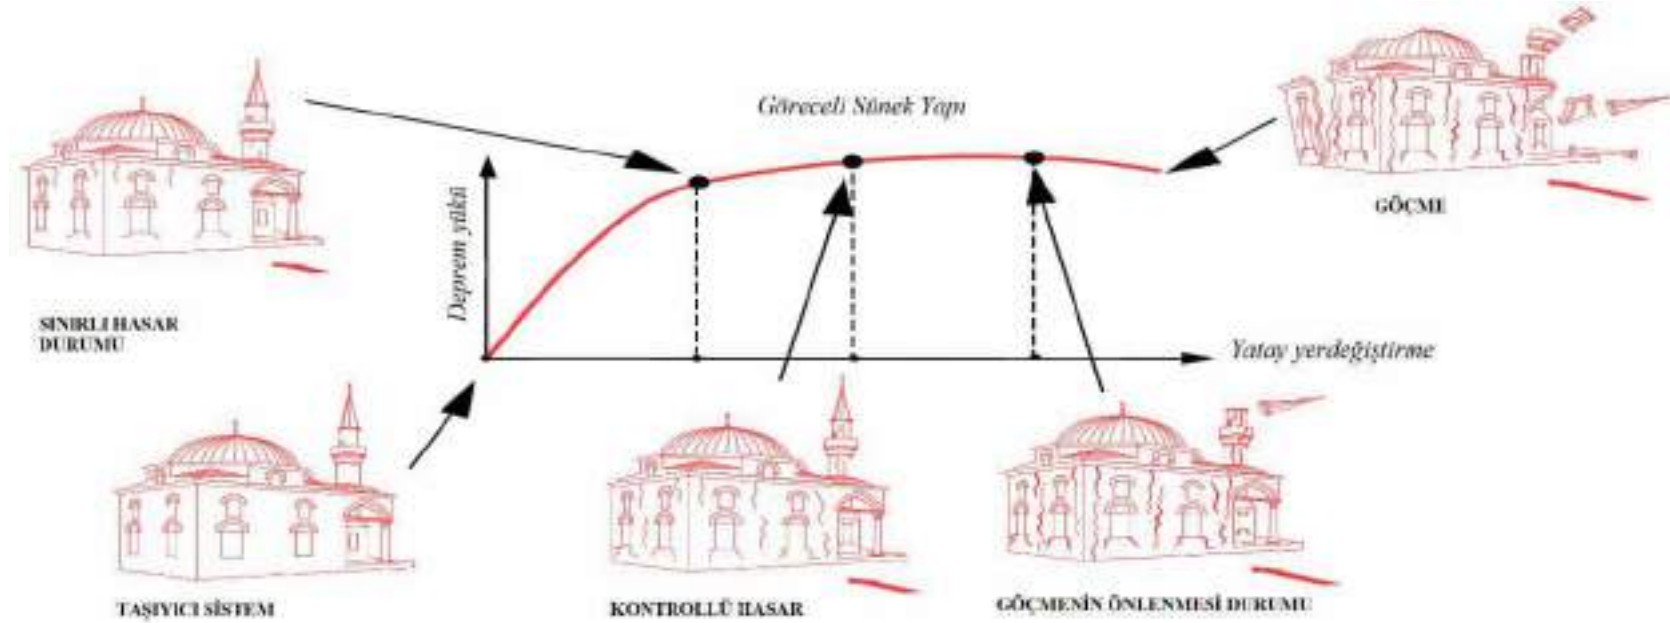 Göreceli Sünek Yapı
GÖÇME
Deprem yükü
SINIRLI HASAR
DURUMU
Yatay yerdeğiştirme
TAŞIYICI SİSTEM
KONTROLLÜ HASAR
GÖÇMENİN ÖNLENMESİ DURUMU